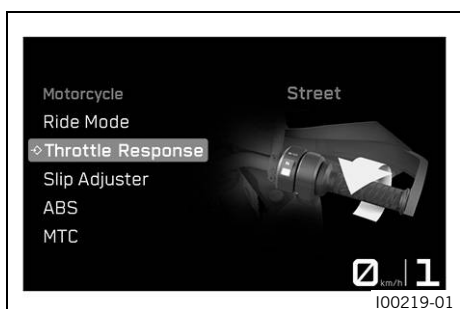 Motorcycle
Street
Ride Mode
Throttle Response
Slip Adjuster
ABS
MTC
0 km/h 1
I00219-01